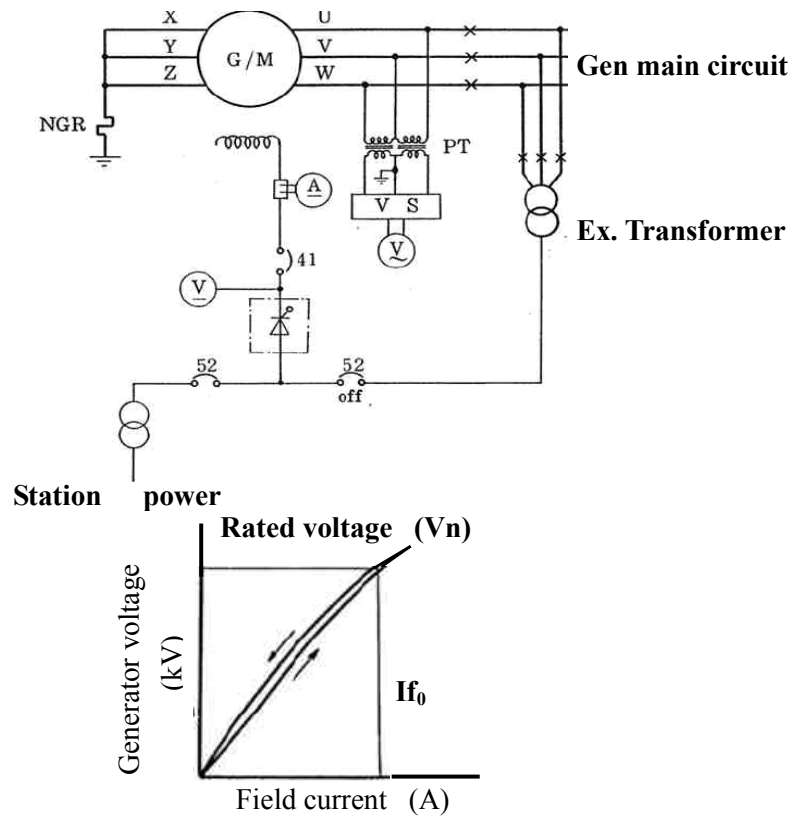 X
U
Y
V
G/M
Z
W
Gen main circuit
NGR
PT
A
V S
Ex. Transformer
41
V
V
52
52
off
Station power
Rated voltage (Vn)
Generator voltage
(kV)
If₀
Field current (A)